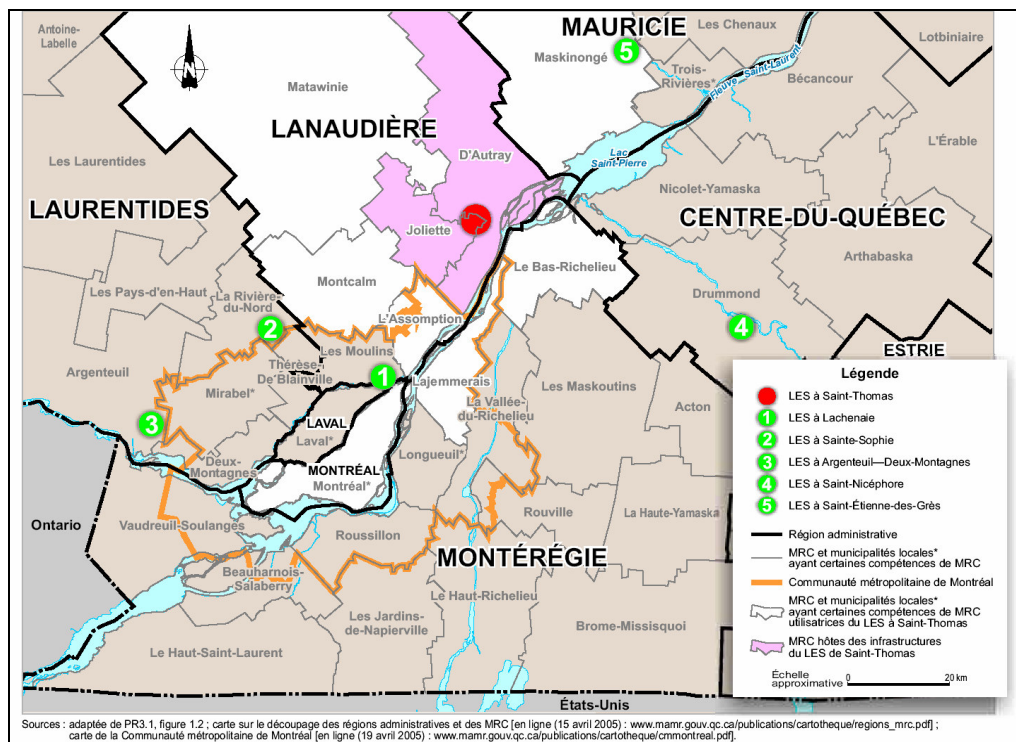 Antoine-
Labelle
N
Matawinie
LANAUDIÈRE
MAURICIE
Maskinongé
5
Les Chenaux
Trois-
Rivières*
Fleuve Saint-Laurent
Lotbiniaire
Bécancour
Lac
Saint-Pierre
L'Érable
D'Autray
Les Laurentides
LAURENTIDES
Joliette
Nicolet-Yamaska
CENTRE-DU-QUÉBEC
Arthabaska
Montcalm
Le Bas-Richelieu
Les Pays-d'en-Haut
La Rivière-
du-Nord
2
L'Assomption
Drummond
4
Argenteuil
Mirabel*
Thérèse-
De Blainville
Les Moulins
1
Lajemmerais
Les Maskoutins
La Vallée-
du-Richelieu
Acton
ESTRIE
3
LAVAL
Laval*
Deux-
Montagnes
MONTRÉAL
Montréal*
Longueuil*
Ontario
Vaudreuil-Soulanges
Roussillon
Rouville
La Haute-Yamaska
MONTÉRÉGIE
Beauharnois-
Salaberry
Le Haut-Richelieu
Les Jardins-
de-Napierville
Brome-Missisquoi
Le Haut-Saint-Laurent
États-Unis
Légende
LES à Saint-Thomas
1 LES à Lachenaie
2 LES à Sainte-Sophie
3 LES à Argenteuil—Deux-Montagnes
4 LES à Saint-Nicéphore
5 LES à Saint-Étienne-des-Grès
Région administrative
MRC et municipalités locales*
ayant certaines compétences de MRC
Communauté métropolitaine de Montréal
MRC et municipalités locales*
ayant certaines compétences de MRC
utilisatrices du LES à Saint-Thomas
MRC hôtes des infrastructures
du LES de Saint-Thomas
Échelle
approximative
0 20 km
Sources : adaptée de PR3.1, figure 1.2 ; carte sur le découpage des régions administratives et des MRC [en ligne (15 avril 2005) : www.mamr.gouv.qc.ca/publications/cartotheque/regions_mrc.pdf] ;
carte de la Communauté métropolitaine de Montréal [en ligne (19 avril 2005) : www.mamr.gouv.qc.ca/publications/cartotheque/cmmontreal.pdf].